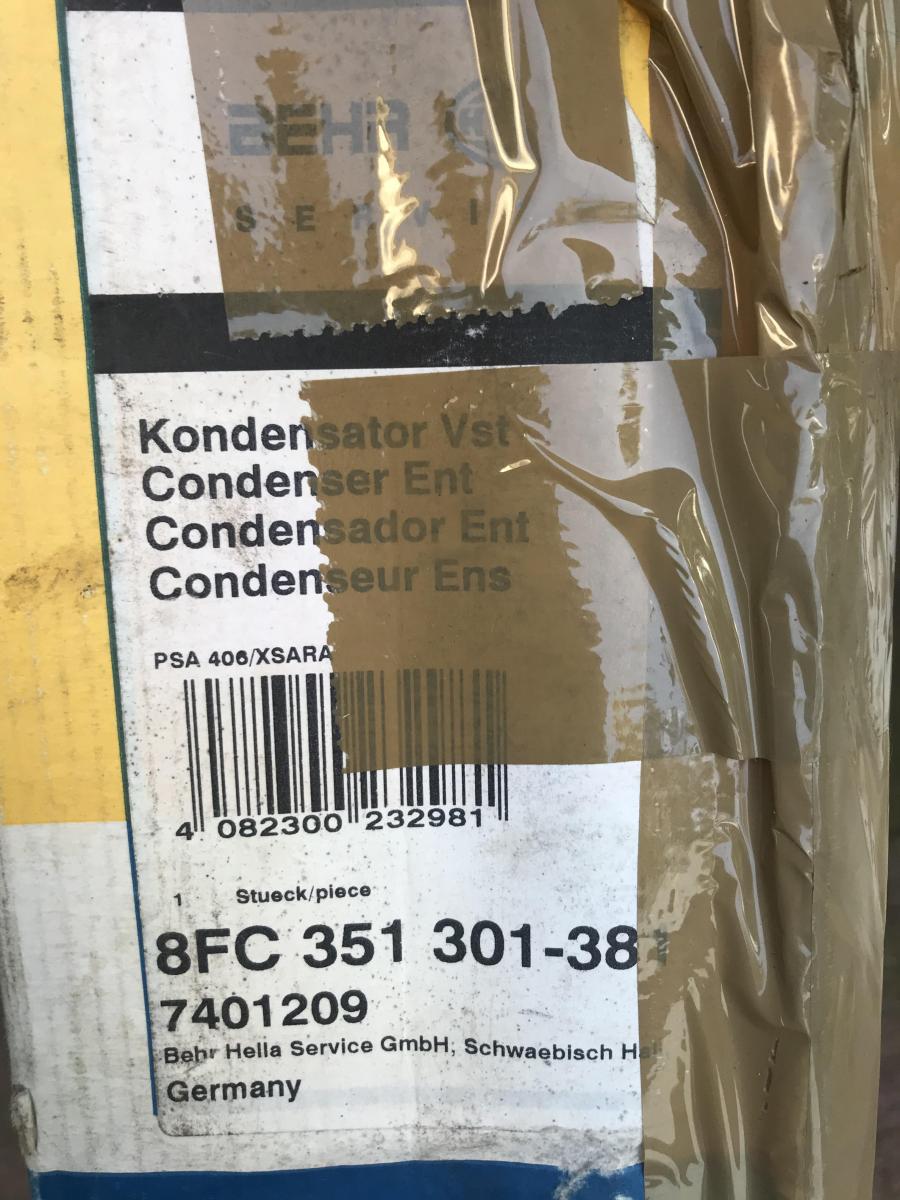 BEHR
Kondensator Vst
Condenser Ent
Condensador Ent
Condenseur Ens
PSA 406/XSARA
4 082300 232981
1 Stueck/piece
8FC 351 301-38
7401209
Behr Hella Service GmbH, Schwaebisch
Germany